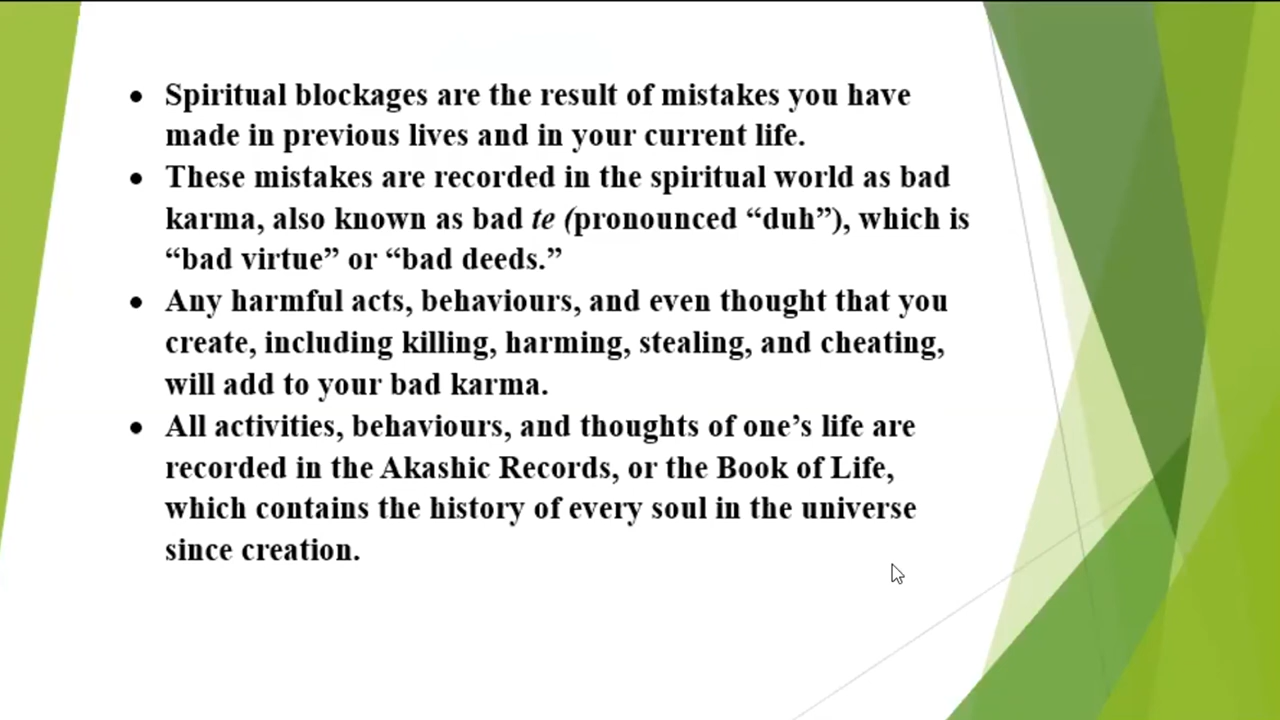 • Spiritual blockages are the result of mistakes you have
made in previous lives and in your current life.
• These mistakes are recorded in the spiritual world as bad
karma, also known as bad te (pronounced “duh”), which is
“bad virtue” or “bad deeds.”
• Any harmful acts, behaviours, and even thought that you
create, including killing, harming, stealing, and cheating,
will add to your bad karma.
• All activities, behaviours, and thoughts of one’s life are
recorded in the Akashic Records, or the Book of Life,
which contains the history of every soul in the universe
since creation.